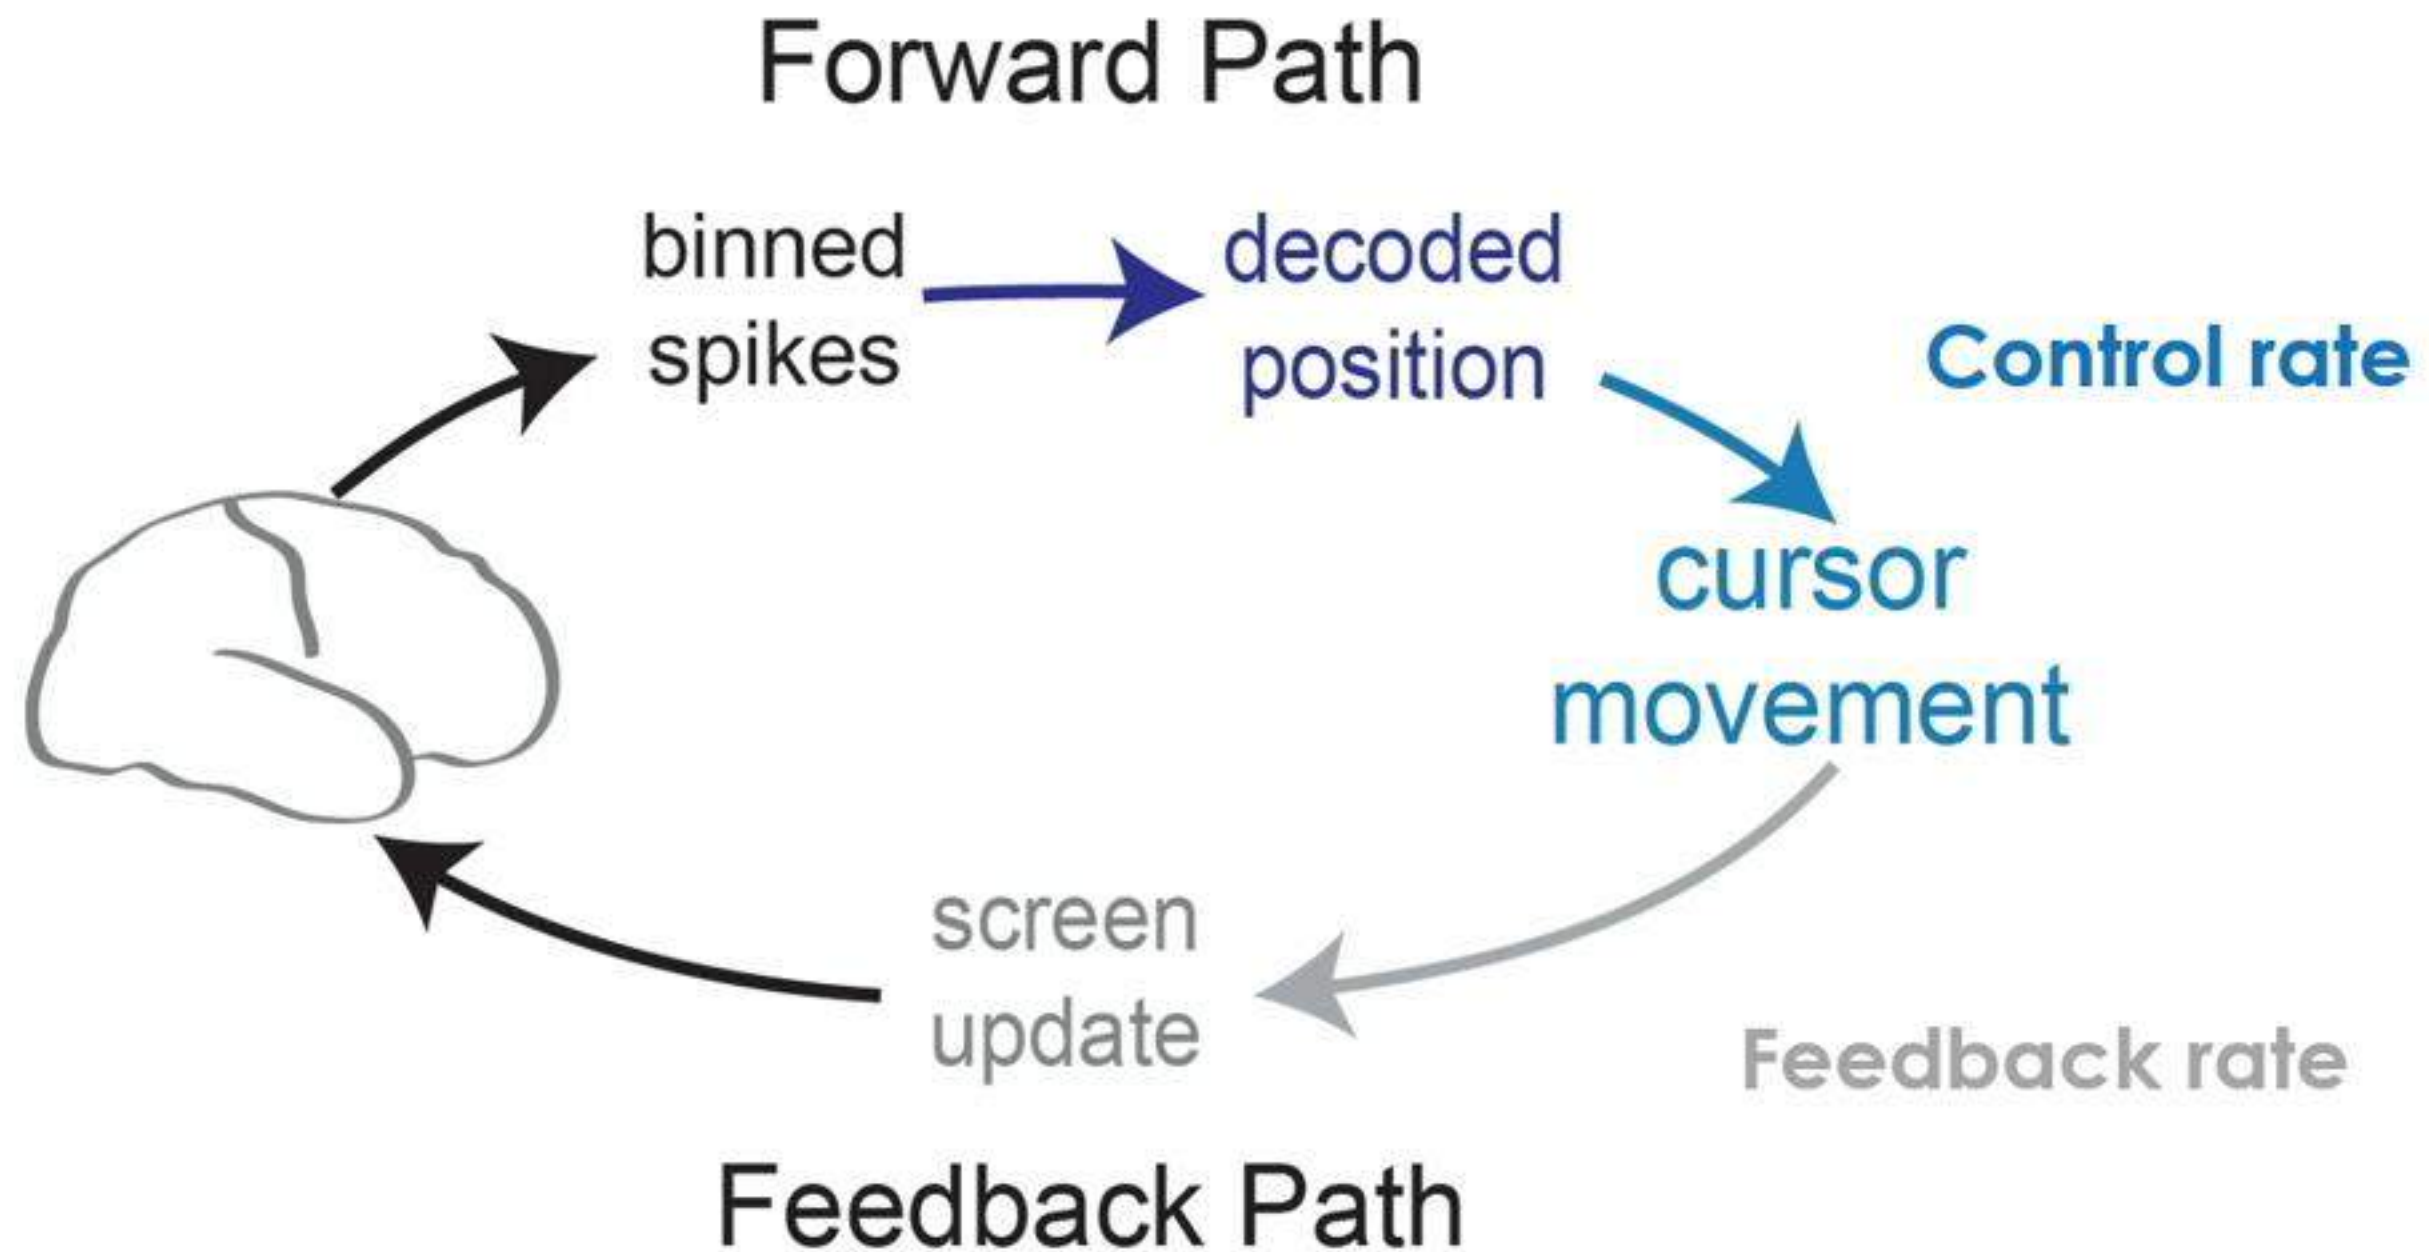 Forward Path
binned
spikes
decoded
position
Control rate
cursor
movement
screen
update
Feedback rate
Feedback Path